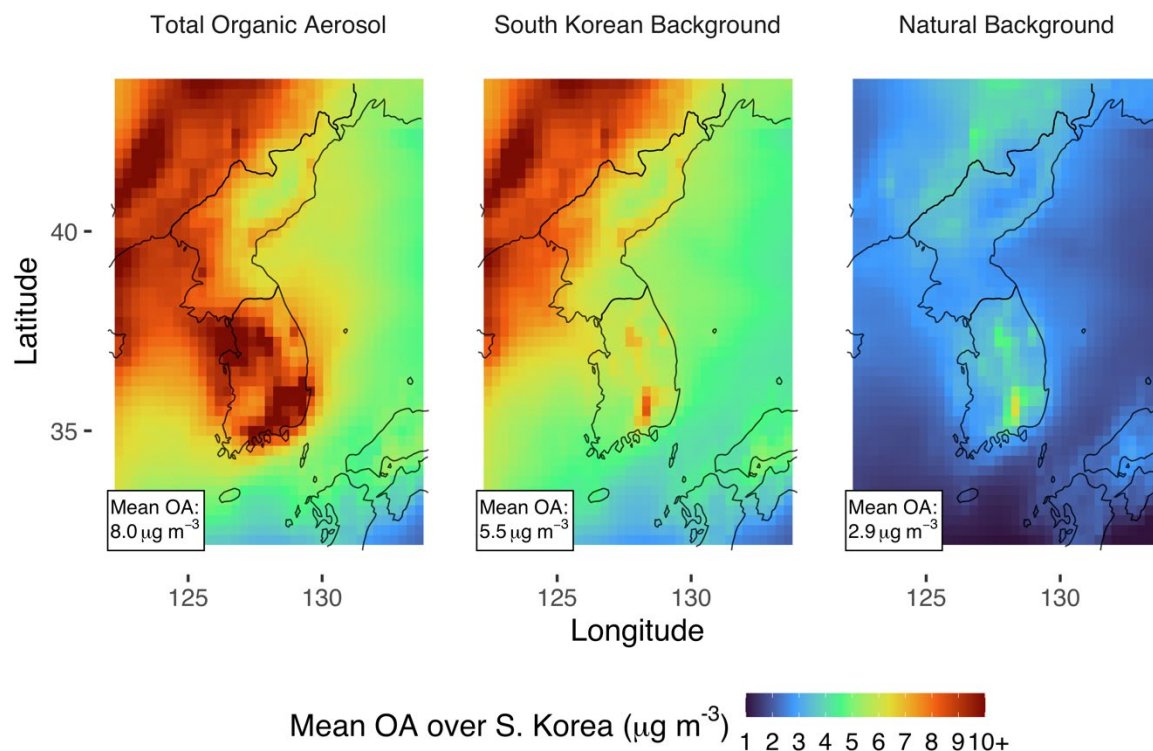 Total Organic Aerosol
South Korean Background
Natural Background
Latitude
40
35
Mean OA:
8.0 μg m⁻³
Mean OA:
5.5 μg m⁻³
Mean OA:
2.9 μg m⁻³
125
130
125
130
125
130
Longitude
Mean OA over S. Korea (μg m⁻³)
1 2 3 4 5 6 7 8 9 10+